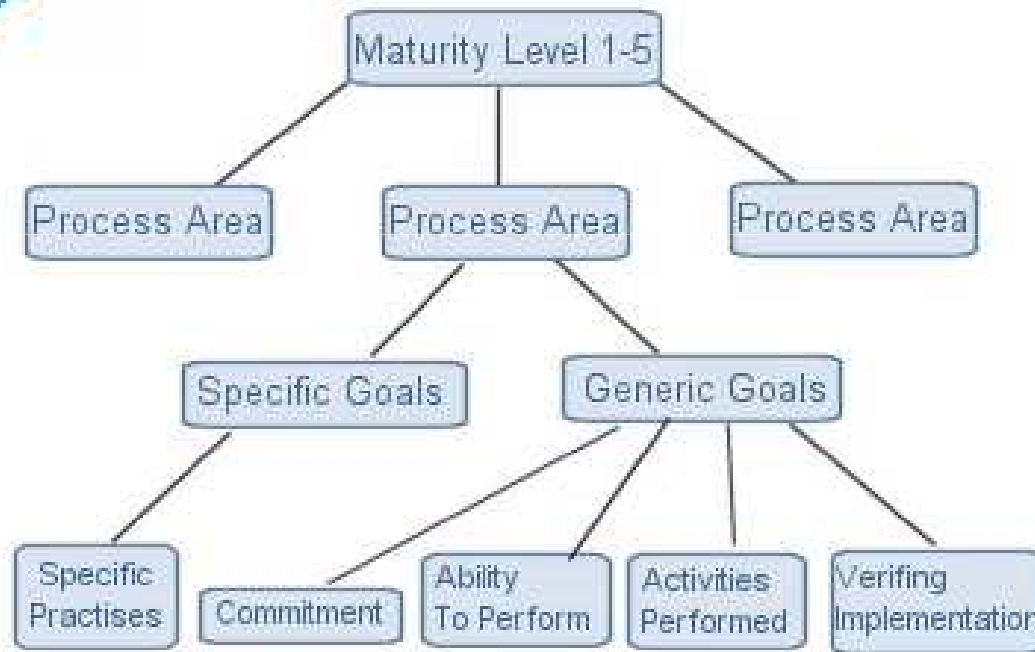 Maturity Level 1-5
Process Area
Process Area
Process Area
Specific Goals
Generic Goals
Specific
Practises
Commitment
Ability
To Perform
Activities
Performed
Verifing
Implementation